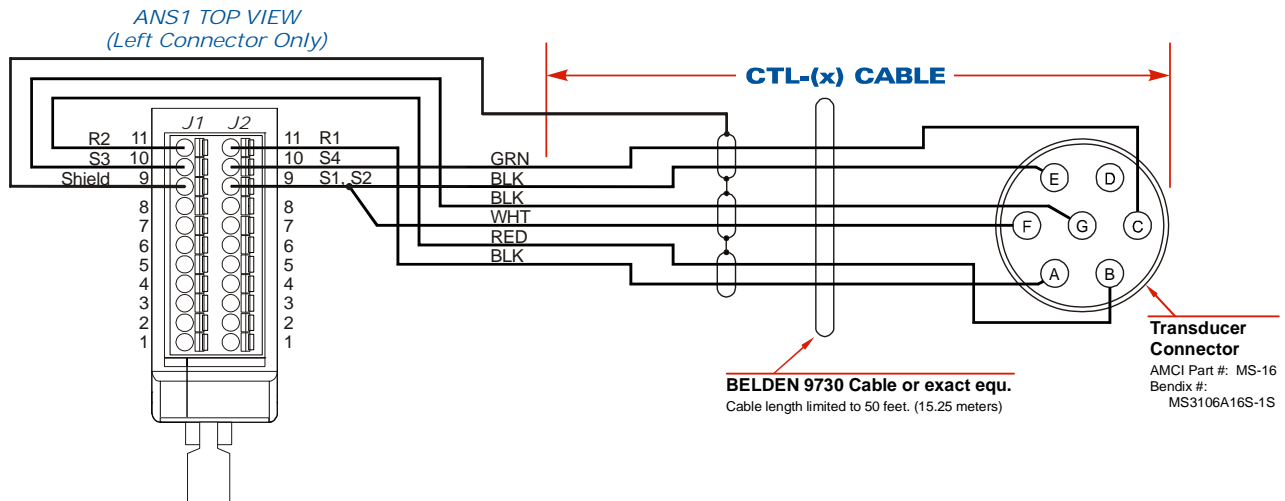 ANS1 TOP VIEW
(Left Connector Only)
CTL-(x) CABLE
J1 J2
R2 11 11 R1
S3 10 10 S4
Shield 9 9 S1, S2
8 8
7 7
6 6
5 5
4 4
3 3
2 2
1 1
GRN
BLK
BLK
WHT
RED
BLK
E D
F G C
A B
Transducer
Connector
AMCI Part #: MS-16
Bendix #:
MS3106A16S-1S
BELDEN 9730 Cable or exact equ.
Cable length limited to 50 feet. (15.25 meters)